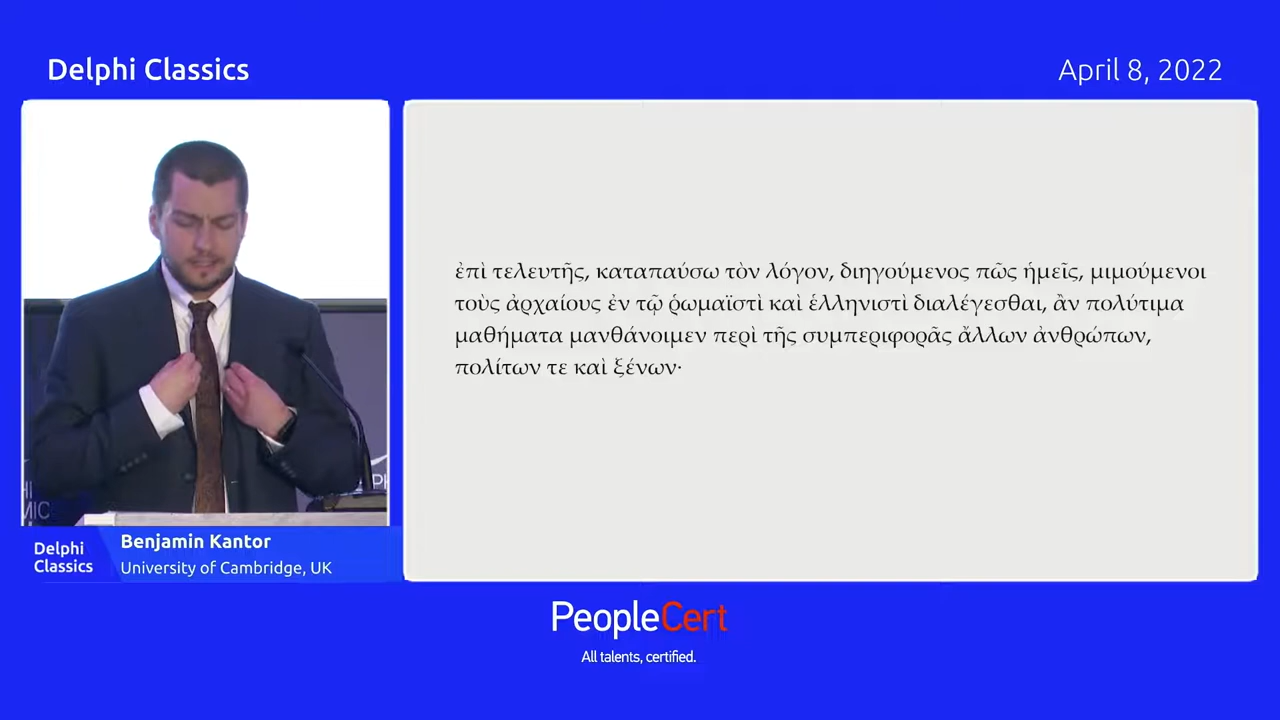 Delphi Classics
April 8, 2022
ἐπὶ τελευτῆς, καταπαύσω τὸν λόγον, διηγούμενος πῶς ἡμεῖς, μιμούμενοι
τοὺς ἀρχαίους ἐν τῷ ῥωμαϊστὶ καὶ ἑλληνιστὶ διαλέγεσθαι, ἂν πολύτιμα
μαθήματα μανθάνοιμεν περὶ τῆς συμπεριφορᾶς ἄλλων ἀνθρώπων,
πολίτων τε καὶ ξένων·
Delphi
Classics
Benjamin Kantor
University of Cambridge, UK
PeopleCert
All talents, certified.